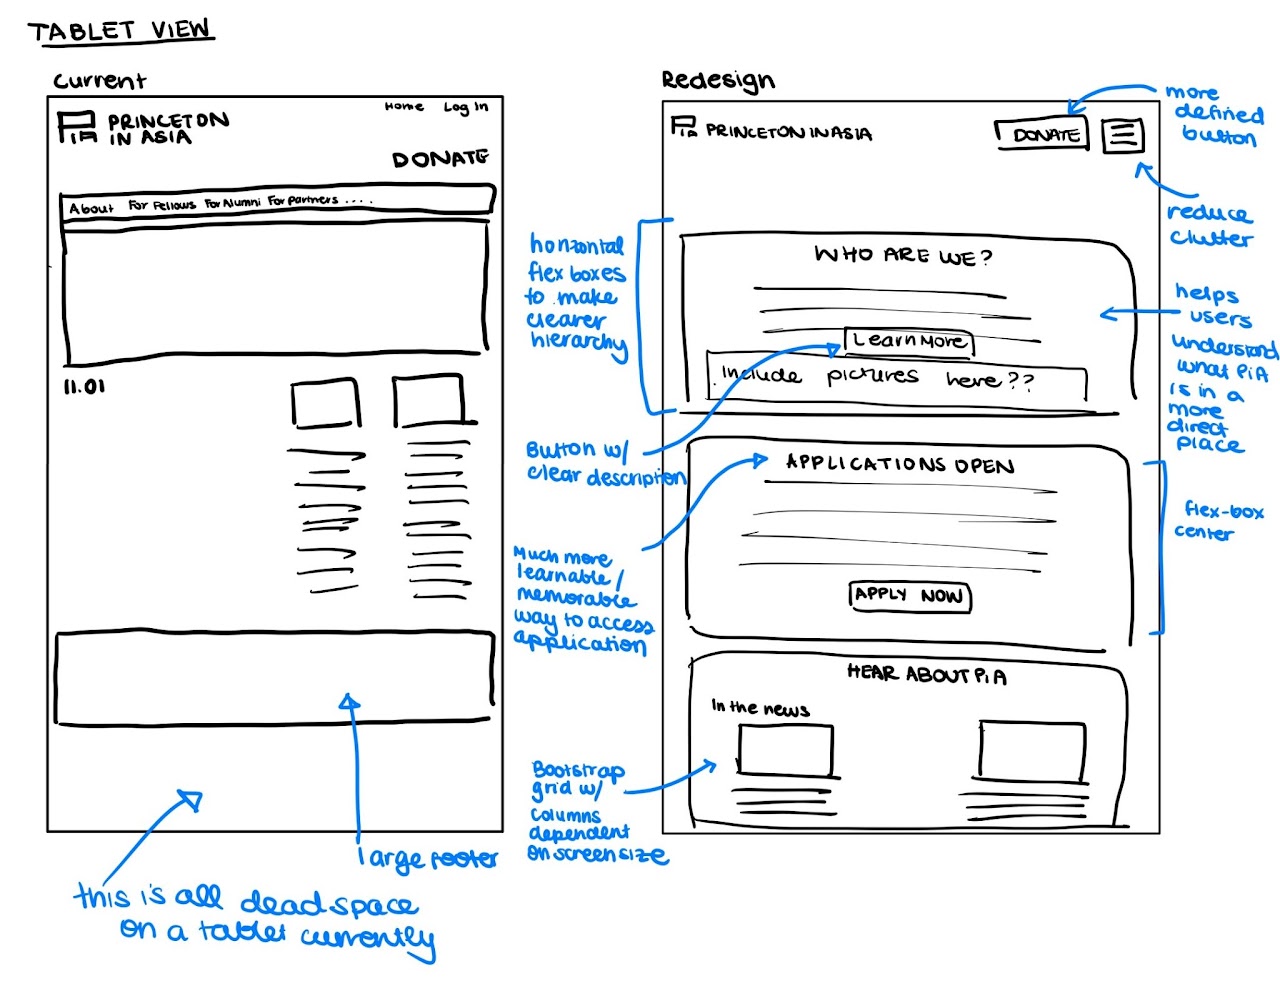 TABLET VIEW
Current
Home Log In
PiA PRINCETON
IN ASIA
DONATE
About For Fellows For Alumni For Partners ....
11.01
large footer
this is all dead space
on a tablet currently
Redesign
PiA PRINCETON IN ASIA
DONATE
more
defined
button
reduce
clutter
horizontal
flex boxes
to make
clearer
hierarchy
WHO ARE WE?
Learn More
Include pictures here??
helps
users
understand
what PiA
is in a
more
direct
place
Button w/
clear description
APPLICATIONS OPEN
APPLY NOW
flex-box
center
Much more
learnable/
memorable
way to access
application
HEAR ABOUT PiA
In the news
Bootstrap
grid w/
columns
dependent
on screen size